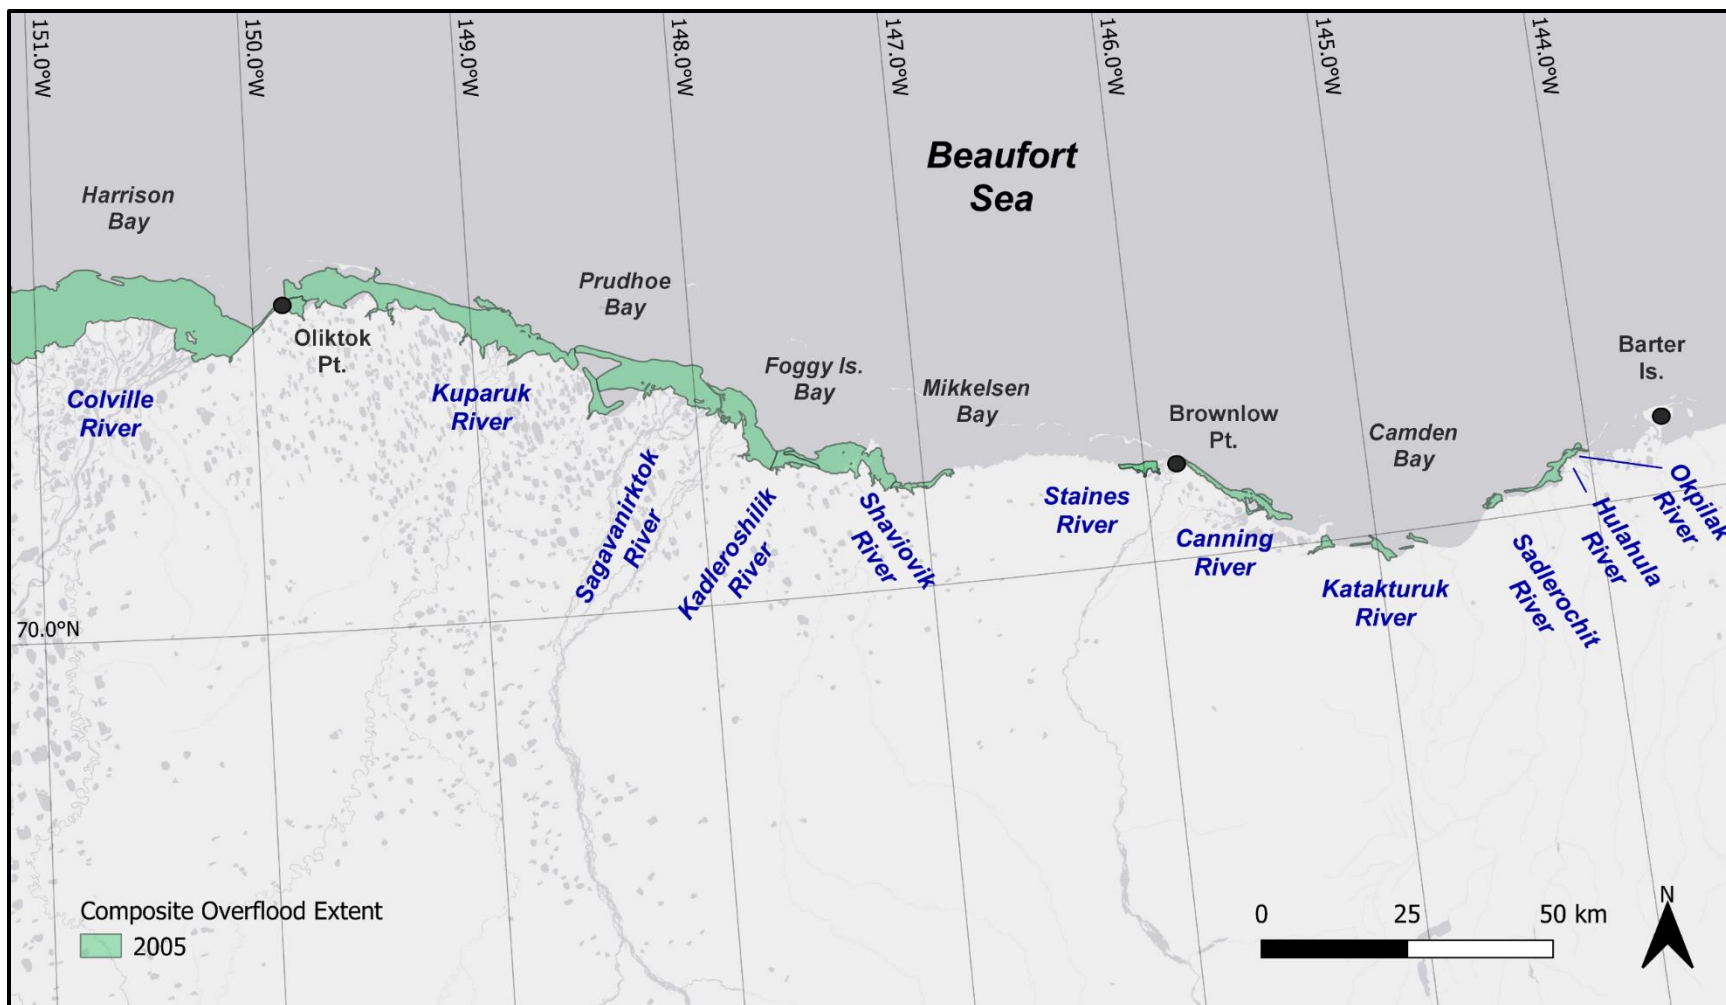 151.0°W
150.0°W
149.0°W
148.0°W
147.0°W
146.0°W
145.0°W
144.0°W
Beaufort
Sea
Harrison
Bay
Prudhoe
Bay
Oliktok
Pt.
Foggy Is.
Bay
Mikkelsen
Bay
Brownlow
Pt.
Camden
Bay
Barter
Is.
Colville
River
Kuparuk
River
Sagavanirktok
River
Kadleroshilik
River
Shaviovik
River
Staines
River
Canning
River
Katakturuk
River
Sadlerochit
River
Hulahula
River
Okpilak
River
70.0°N
Composite Overflood Extent
2005
0 25 50 km
N